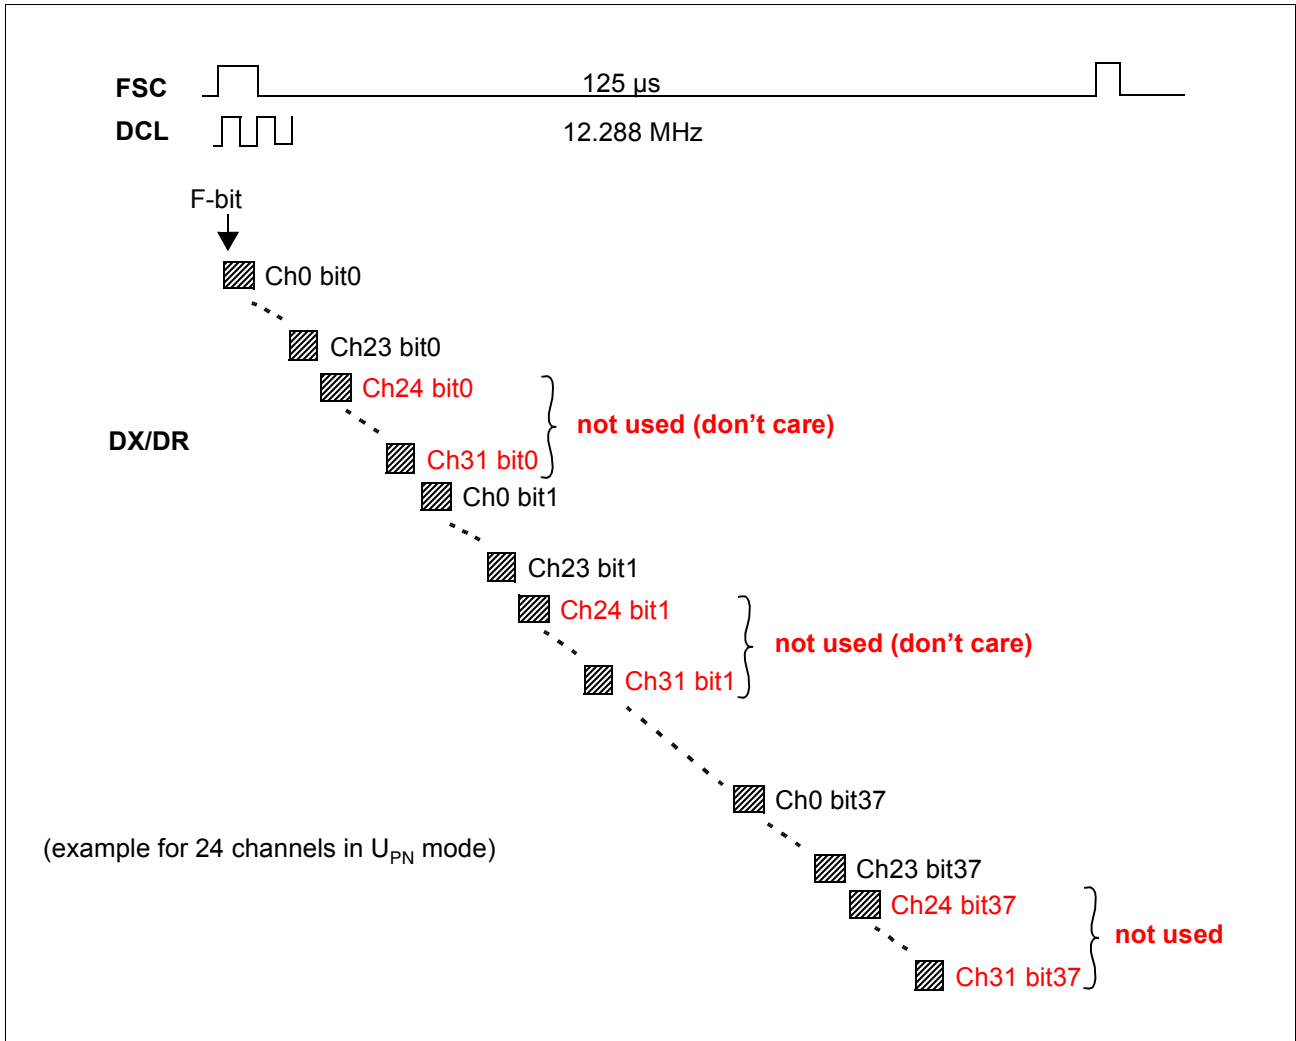 FSC
125 µs
DCL
12.288 MHz
F-bit
Ch0 bit0
Ch23 bit0
Ch24 bit0
not used (don't care)
DX/DR
Ch31 bit0
Ch0 bit1
Ch23 bit1
Ch24 bit1
not used (don't care)
Ch31 bit1
Ch0 bit37
(example for 24 channels in UPN mode)
Ch23 bit37
Ch24 bit37
not used
Ch31 bit37